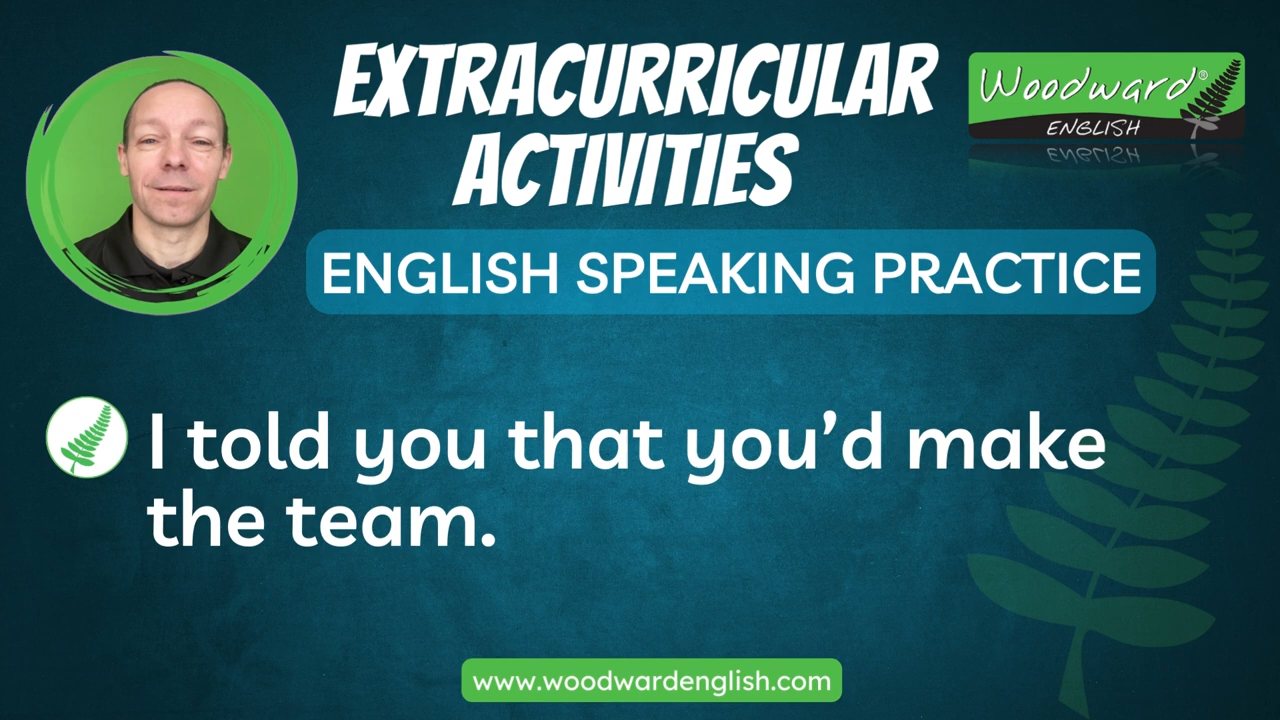 EXTRACURRICULAR
ACTIVITIES
Woodward®
ENGLISH
ENGLISH SPEAKING PRACTICE
I told you that you’d make
the team.
www.woodwardenglish.com